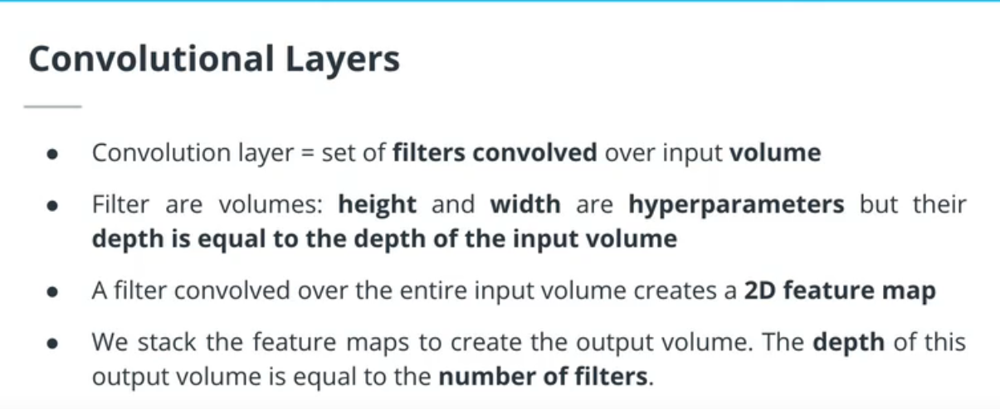 Convolutional Layers
● Convolution layer = set of filters convolved over input volume
● Filter are volumes: height and width are hyperparameters but their
depth is equal to the depth of the input volume
● A filter convolved over the entire input volume creates a 2D feature map
● We stack the feature maps to create the output volume. The depth of this
output volume is equal to the number of filters.